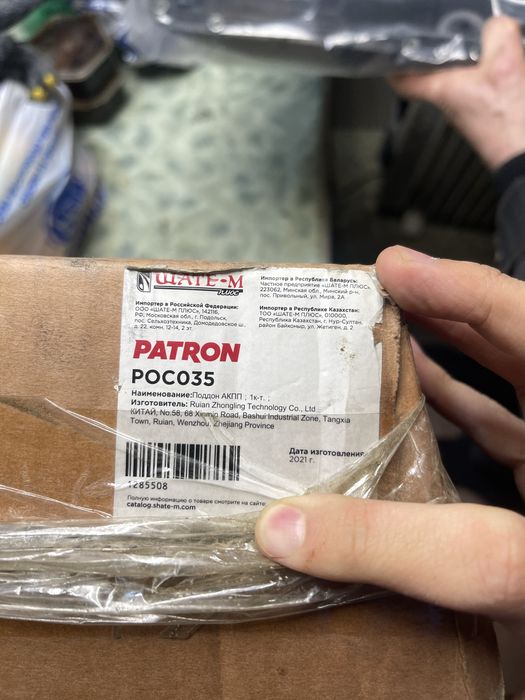 ШАТЕ-М
ПЛЮС
Импортер в Российской Федерации:
ООО «ШАТЕ-М ПЛЮС», 142116,
РФ, Московская обл., г. Подольск,
пос. Сельхозтехника, Домодедовское ш.,
д. 22, комн. 12-14, 2 эт.
Импортер в Республике Беларусь:
Частное предприятие «ШАТЕ-М ПЛЮС»,
223062, Минская обл., Минский р-н,
пос. Привольный, ул. Мира, 2А
Импортер в Республике Казахстан:
ТОО «ШАТЕ-М ПЛЮС», 010000,
Республика Казахстан, г. Нур-Султан,
район Байконыр, ул. Жетиген, д. 2
PATRON
POC035
Наименование:Поддон АКПП ; 1к-т. ;
Изготовитель: Ruian Zhongling Technology Co., Ltd
КИТАЙ, No.58, 68 Xinmin Road, Bashui Industrial Zone, Tangxia
Town, Ruian, Wenzhou, Zhejiang Province
Дата изготовления
2021 г.
1285508
Полную информацию о товаре смотрите на сайте
catalog.shate-m.com